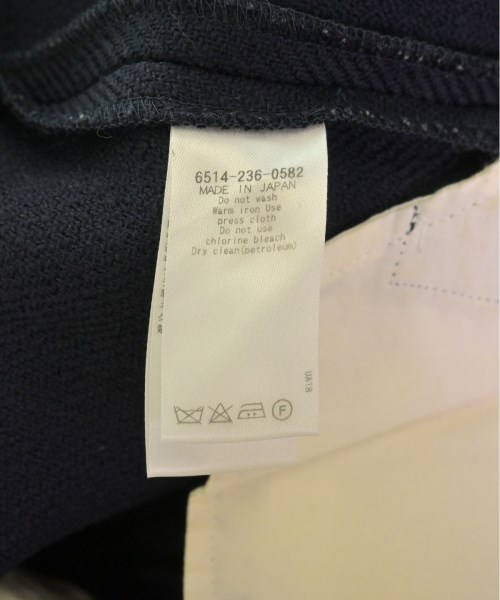 6514-236-0582
MADE IN JAPAN
Do not wash
Warm iron Use
press cloth
Do not use
chlorine bleach
Dry clean(petroleum)
UA18
F